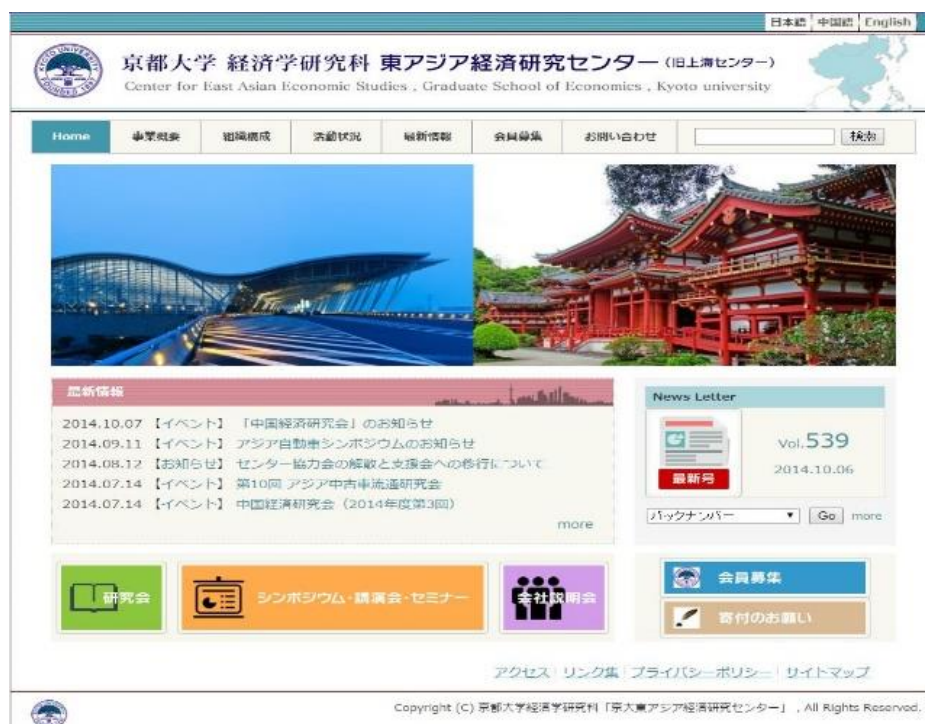 日本語 中国語 English
京都大学 経済学研究科 東アジア経済研究センター (旧上海センター)
Center for East Asian Economic Studies , Graduate School of Economics , Kyoto university
Home 事業概要 組織構成 活動状況 最新情報 会員募集 お問い合わせ 検索
最新情報
2014.10.07 【イベント】 「中国経済研究会」のお知らせ
2014.09.11 【イベント】 アジア自動車シンポジウムのお知らせ
2014.08.12 【お知らせ】 センター協力会の解散と支援会への移行について
2014.07.14 【イベント】 第10回 アジア中古車流通研究会
2014.07.14 【イベント】 中国経済研究会（2014年度第3回）
more
News Letter
Vol.539
2014.10.06
最新号
バックナンバー Go more
研究会
シンポジウム・講演会・セミナー
会社説明会
会員募集
寄付のお願い
アクセス リンク集 プライバシーポリシー サイトマップ
Copyright (C) 京都大学経済学研究科「京大東アジア経済研究センター」 , All Rights Reserved.